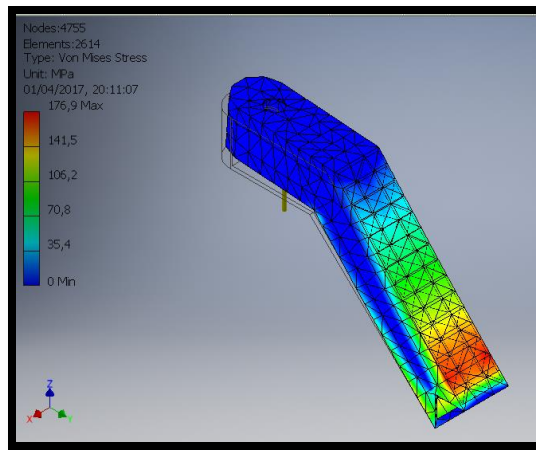 Nodes:4755
Elements:2614
Type: Von Mises Stress
Unit: MPa
01/04/2017, 20:11:07
176,9 Max
141,5
106,2
70,8
35,4
0 Min
Z
X
Y